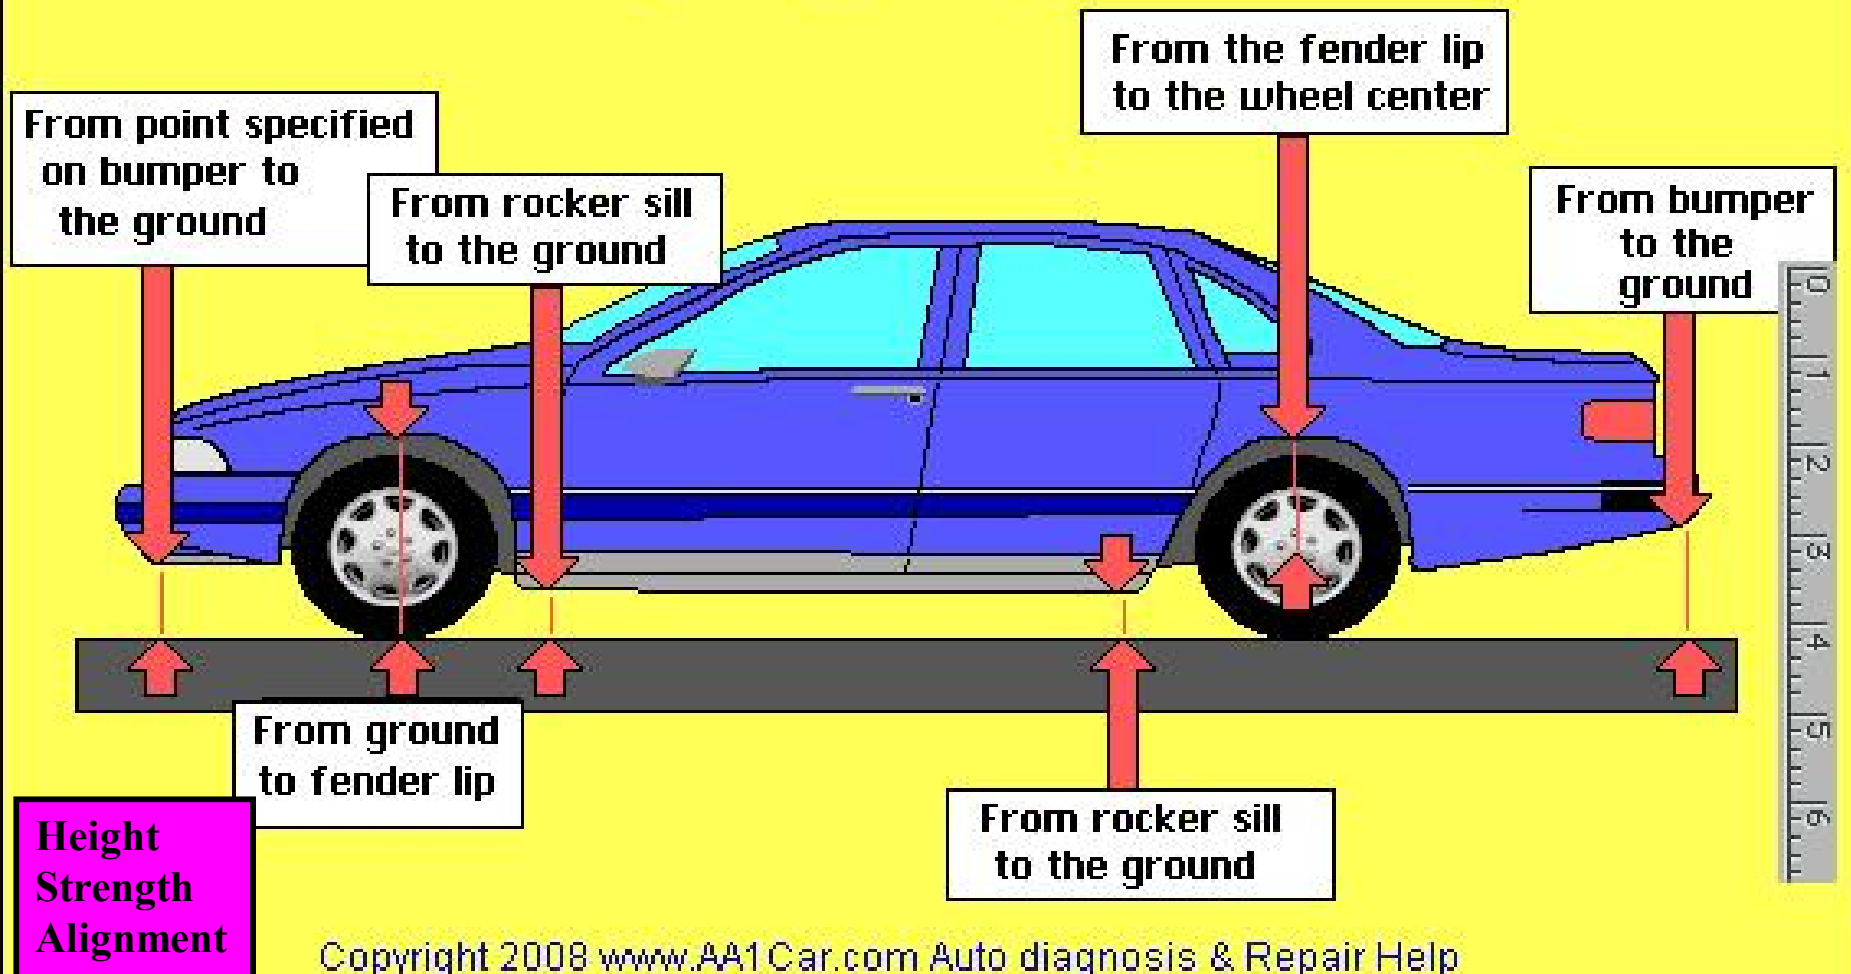 From the fender lip
to the wheel center
From point specified
on bumper to
the ground
From rocker sill
to the ground
From bumper
to the
ground
0
1
2
3
4
5
6
From ground
to fender lip
From rocker sill
to the ground
Height
Strength
Alignment
Copyright 2008 www.AA1Car.com Auto diagnosis & Repair Help